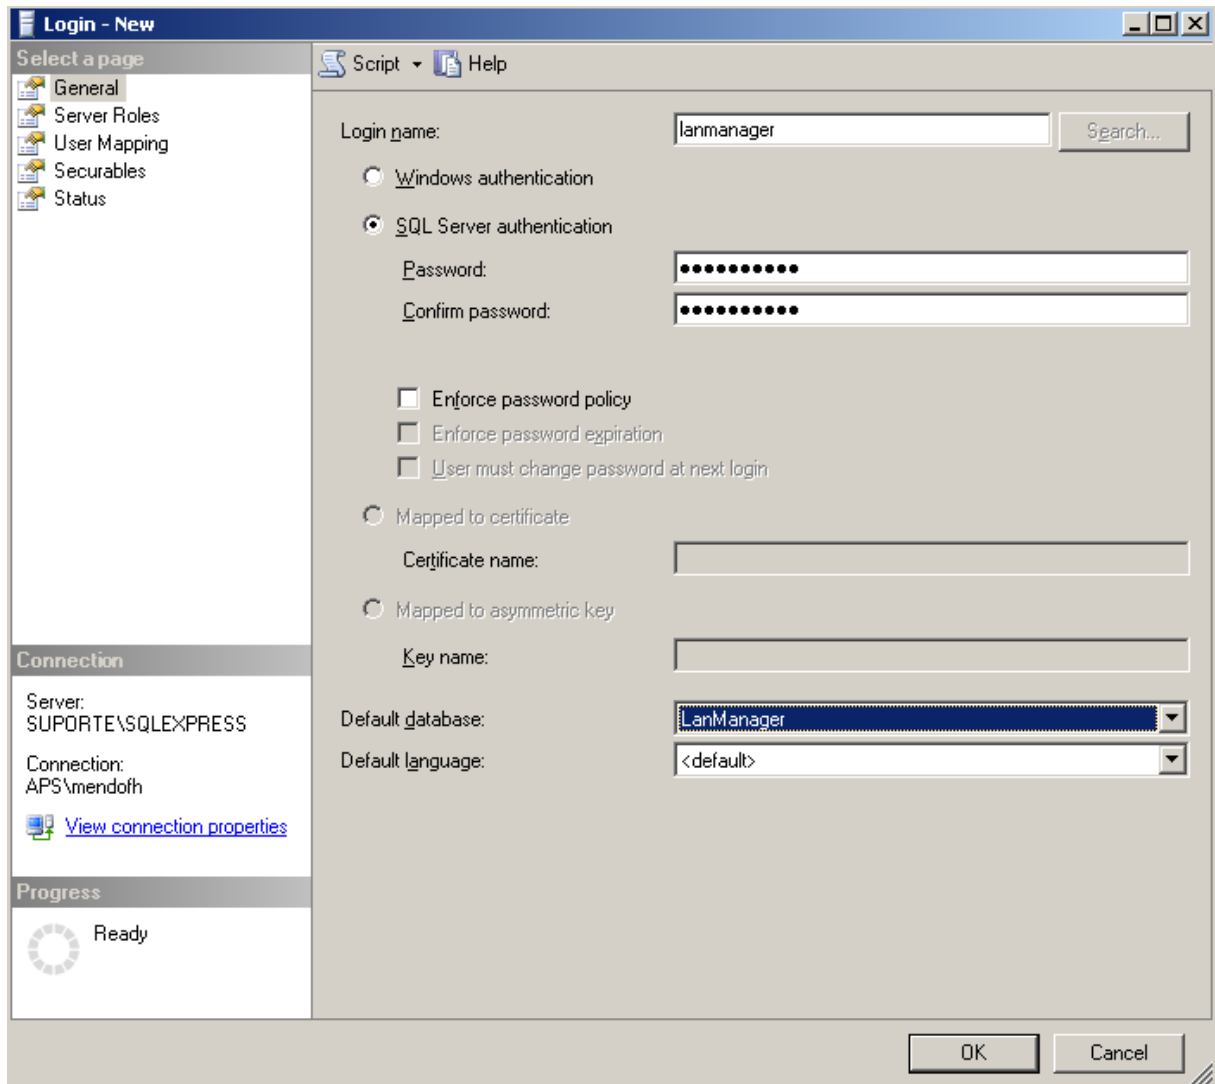 Login - New
Select a page
General
Server Roles
User Mapping
Securables
Status
Script Help
Login name: lanmanager Search...
Windows authentication
SQL Server authentication
Password: ●●●●●●●●●●
Confirm password: ●●●●●●●●●●
Enforce password policy
Enforce password expiration
User must change password at next login
Mapped to certificate
Certificate name:
Mapped to asymmetric key
Key name:
Default database: LanManager
Default language: <default>
Connection
Server:
SUPORTE\SQLEXPRESS
Connection:
APS\mendofh
View connection properties
Progress
Ready
OK Cancel